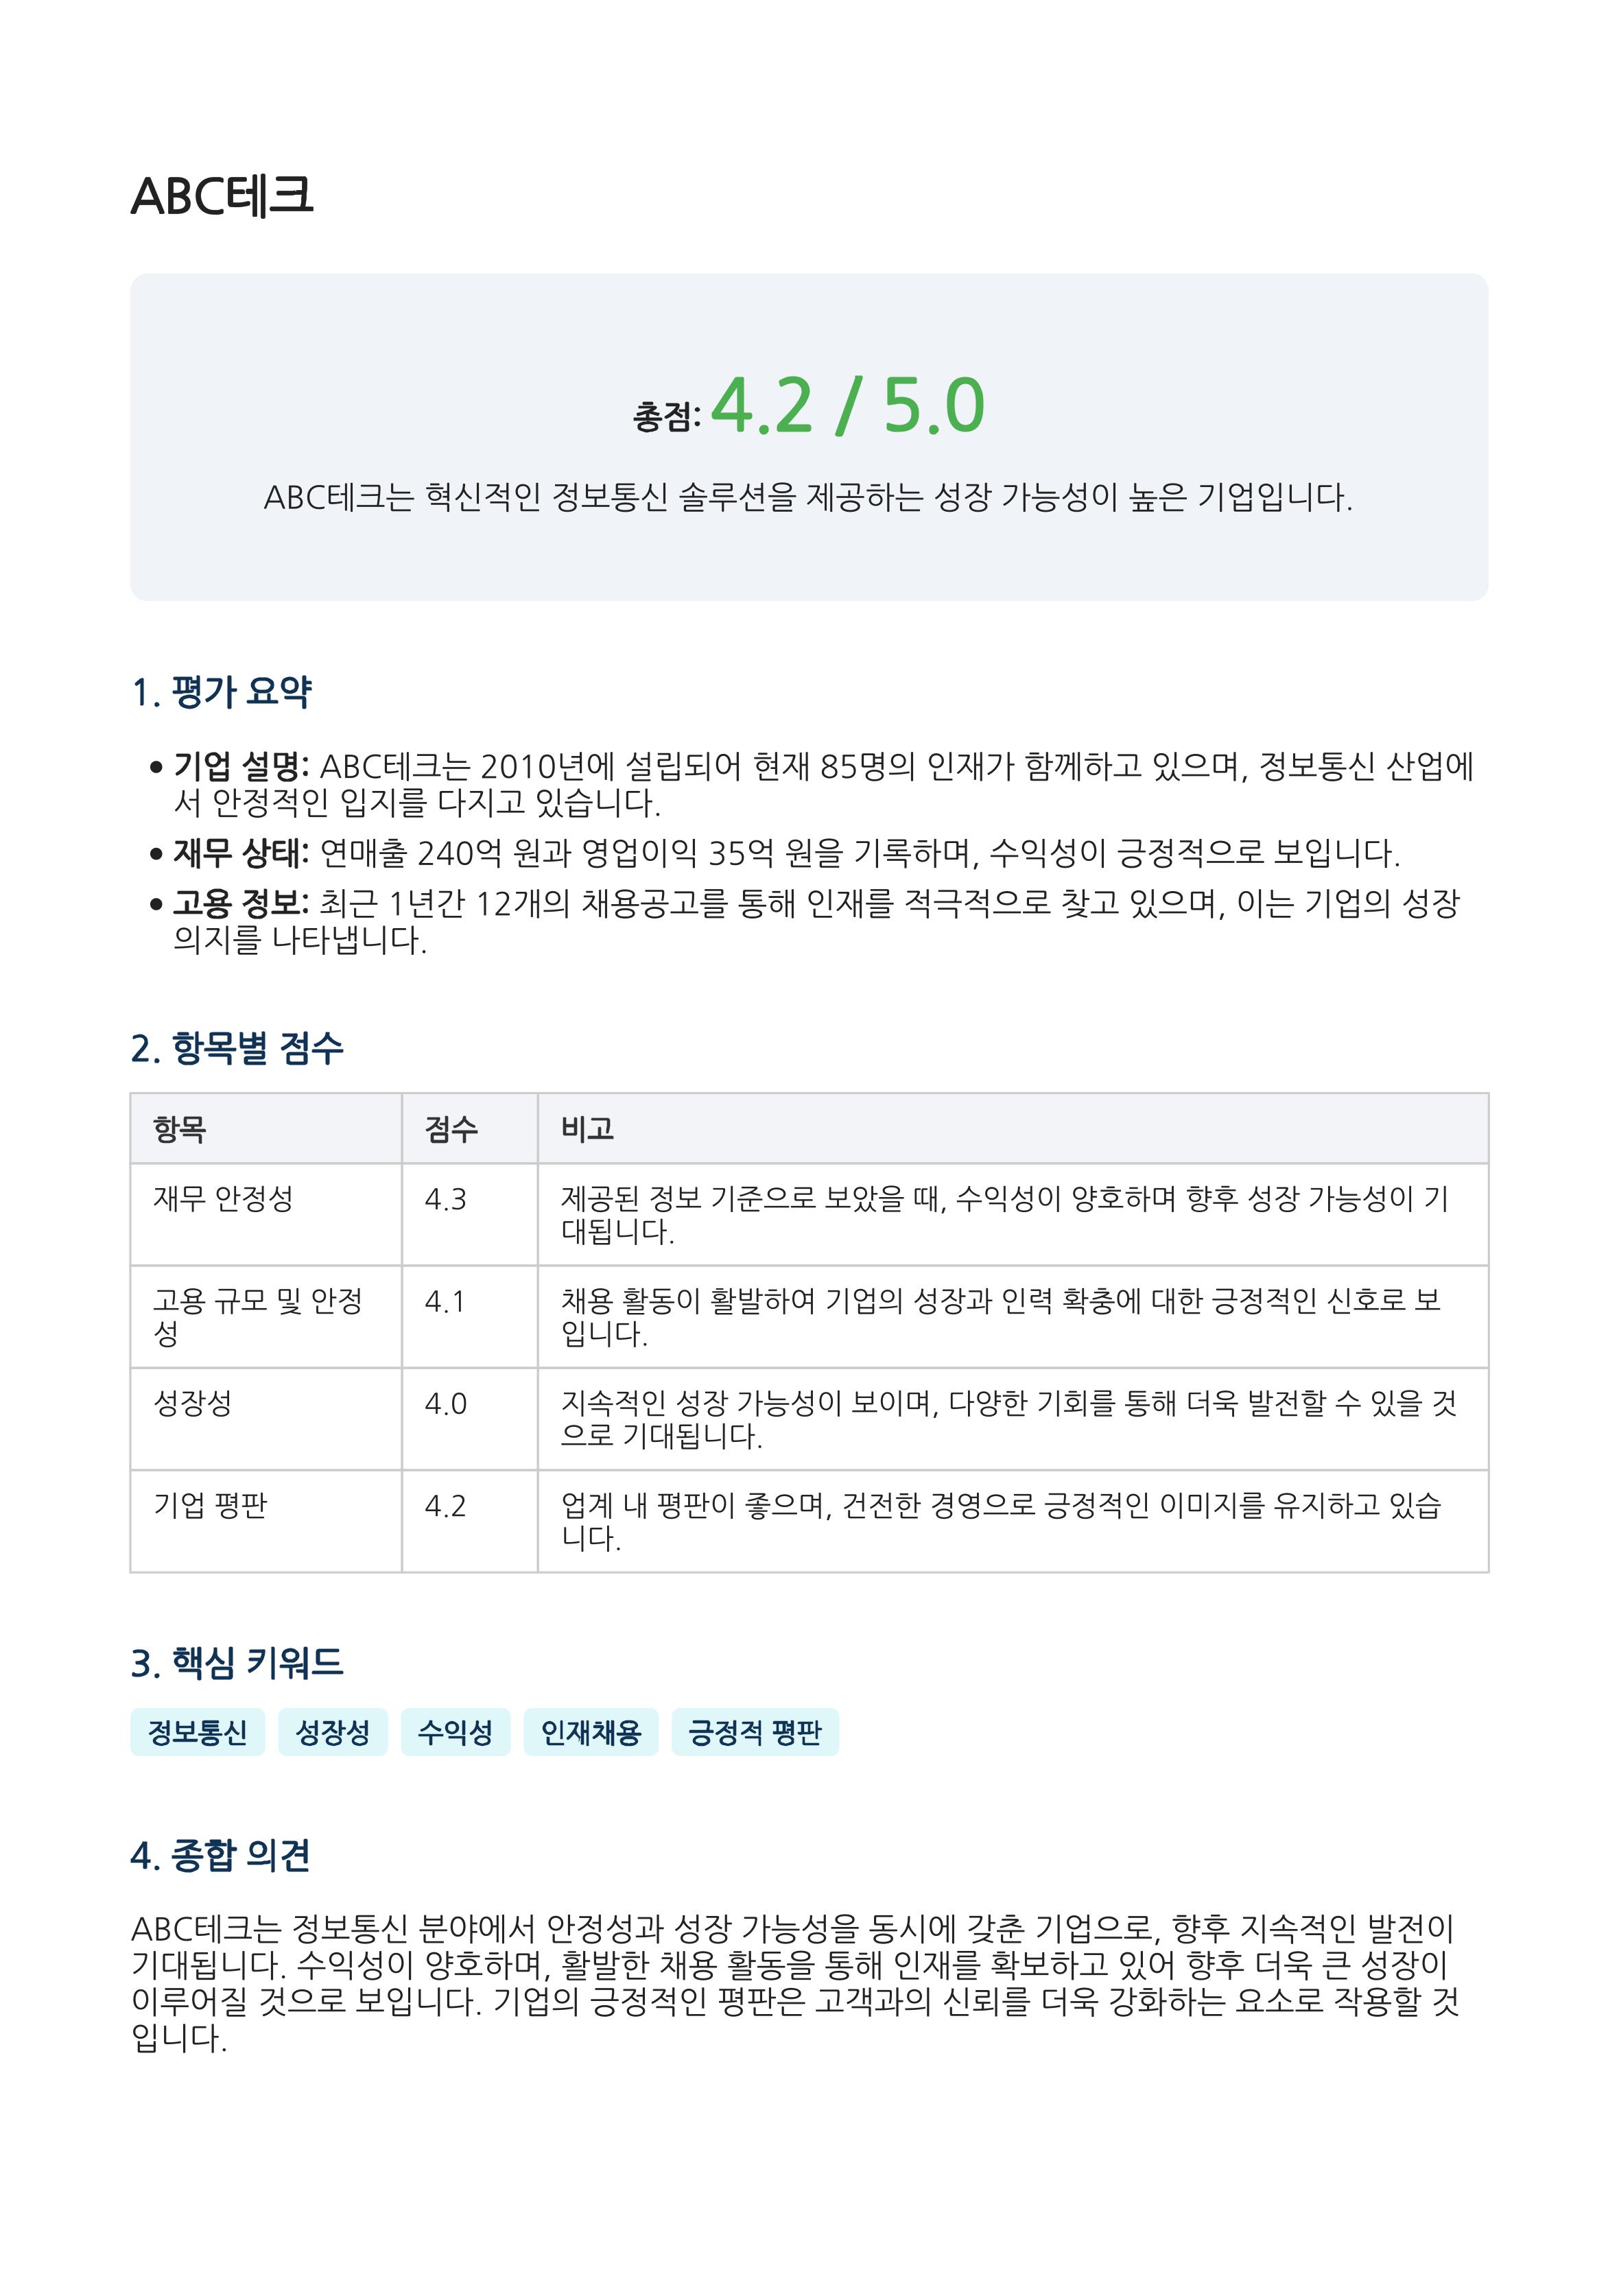 ABC테크
총점: 4.2 / 5.0
ABC테크는 혁신적인 정보통신 솔루션을 제공하는 성장 가능성이 높은 기업입니다.
1. 평가 요약
• 기업 설명: ABC테크는 2010년에 설립되어 현재 85명의 인재가 함께하고 있으며, 정보통신 산업에
서 안정적인 입지를 다지고 있습니다.
• 재무 상태: 연매출 240억 원과 영업이익 35억 원을 기록하며, 수익성이 긍정적으로 보입니다.
• 고용 정보: 최근 1년간 12개의 채용공고를 통해 인재를 적극적으로 찾고 있으며, 이는 기업의 성장
의지를 나타냅니다.
2. 항목별 점수
항목 점수 비고
재무 안정성 4.3 제공된 정보 기준으로 보았을 때, 수익성이 양호하며 향후 성장 가능성이 기
대됩니다.
고용 규모 및 안정 4.1 채용 활동이 활발하여 기업의 성장과 인력 확충에 대한 긍정적인 신호로 보
성 입니다.
성장성 4.0 지속적인 성장 가능성이 보이며, 다양한 기회를 통해 더욱 발전할 수 있을 것
으로 기대됩니다.
기업 평판 4.2 업계 내 평판이 좋으며, 건전한 경영으로 긍정적인 이미지를 유지하고 있습
니다.
3. 핵심 키워드
정보통신 성장성 수익성 인재채용 긍정적 평판
4. 종합 의견
ABC테크는 정보통신 분야에서 안정성과 성장 가능성을 동시에 갖춘 기업으로, 향후 지속적인 발전이
기대됩니다. 수익성이 양호하며, 활발한 채용 활동을 통해 인재를 확보하고 있어 향후 더욱 큰 성장이
이루어질 것으로 보입니다. 기업의 긍정적인 평판은 고객과의 신뢰를 더욱 강화하는 요소로 작용할 것
입니다.